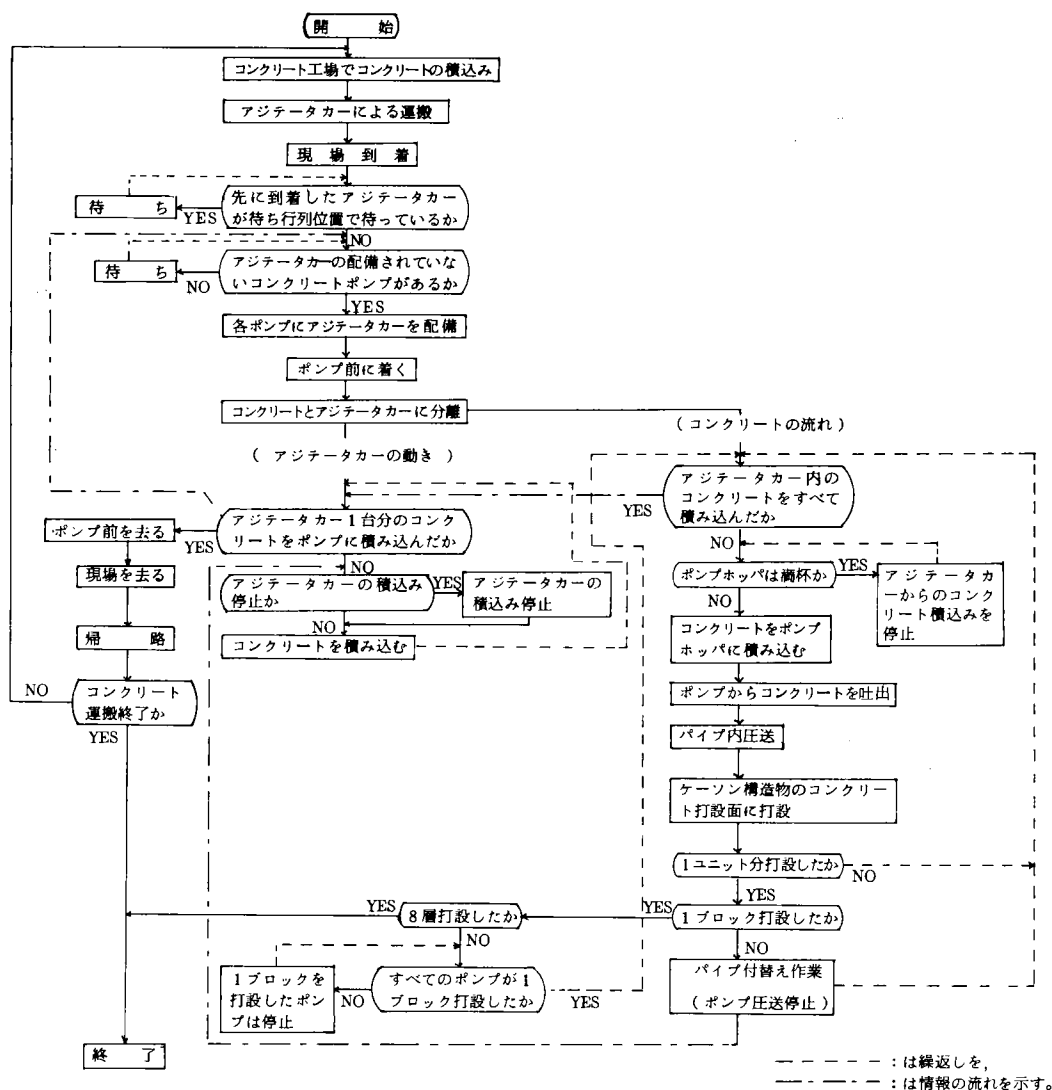 開　始
コンクリート工場でコンクリートの積込み
アジテータカーによる運搬
現場到着
先に到着したアジテータカー
が待ち行列位置で待っているか
YES
待　ち
NO
アジテータカーの配備されていな
いコンクリートポンプがあるか
NO
待　ち
YES
各ポンプにアジテータカーを配備
ポンプ前に着く
コンクリートとアジテータカーに分離
(コンクリートの流れ)
(アジテータカーの動き)
アジテータカー内の
コンクリートをすべて
積み込んだか
YES
NO
アジテータカー1台分のコンク
リートをポンプに積み込んだか
YES
ポンプ前を去る
現場を去る
帰　路
コンクリート
運搬終了か
NO
YES
NO
アジテータカーの積込み
停止か
YES
アジテータカーの
積込み停止
NO
コンクリートを積み込む
ポンプホッパは満杯か
YES
アジテータカ
ーからのコンク
リート積込みを
停止
NO
コンクリートをポンプ
ホッパに積み込む
ポンプからコンクリートを吐出
パイプ内圧送
ケーソン構造物のコンクリー
ト打設面に打設
1ユニット分打設したか
NO
YES
1ブロック打設したか
YES
8層打設したか
YES
NO
NO
すべてのポンプが1
ブロック打設したか
YES
NO
1ブロックを
打設したポン
プは停止
パイプ付替え作業
(ポンプ圧送停止)
終　了
：は繰返しを,
：は情報の流れを示す。